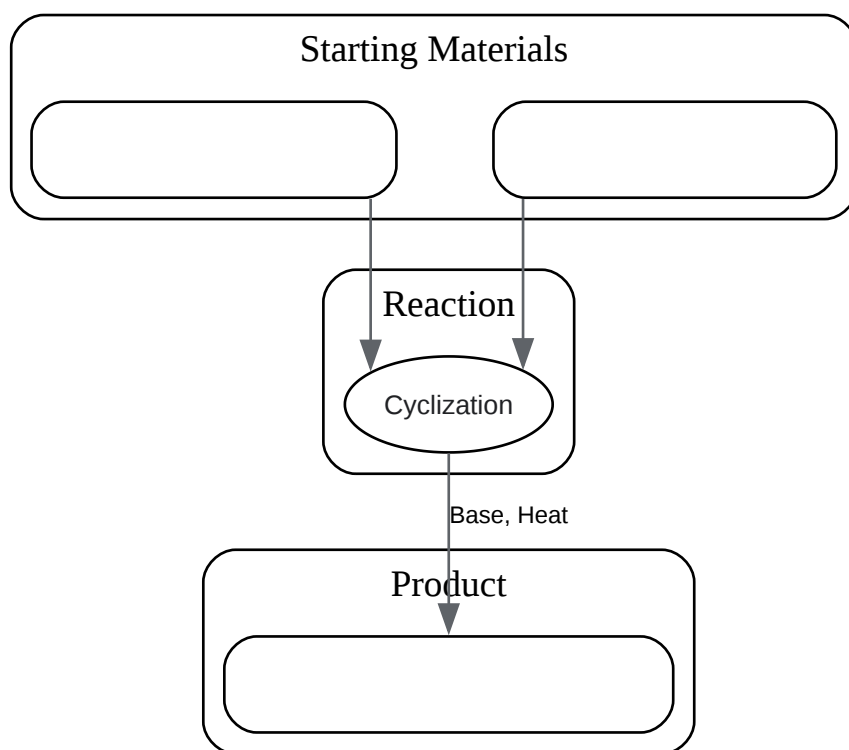 Starting Materials
Reaction
Cyclization
Base, Heat
Product